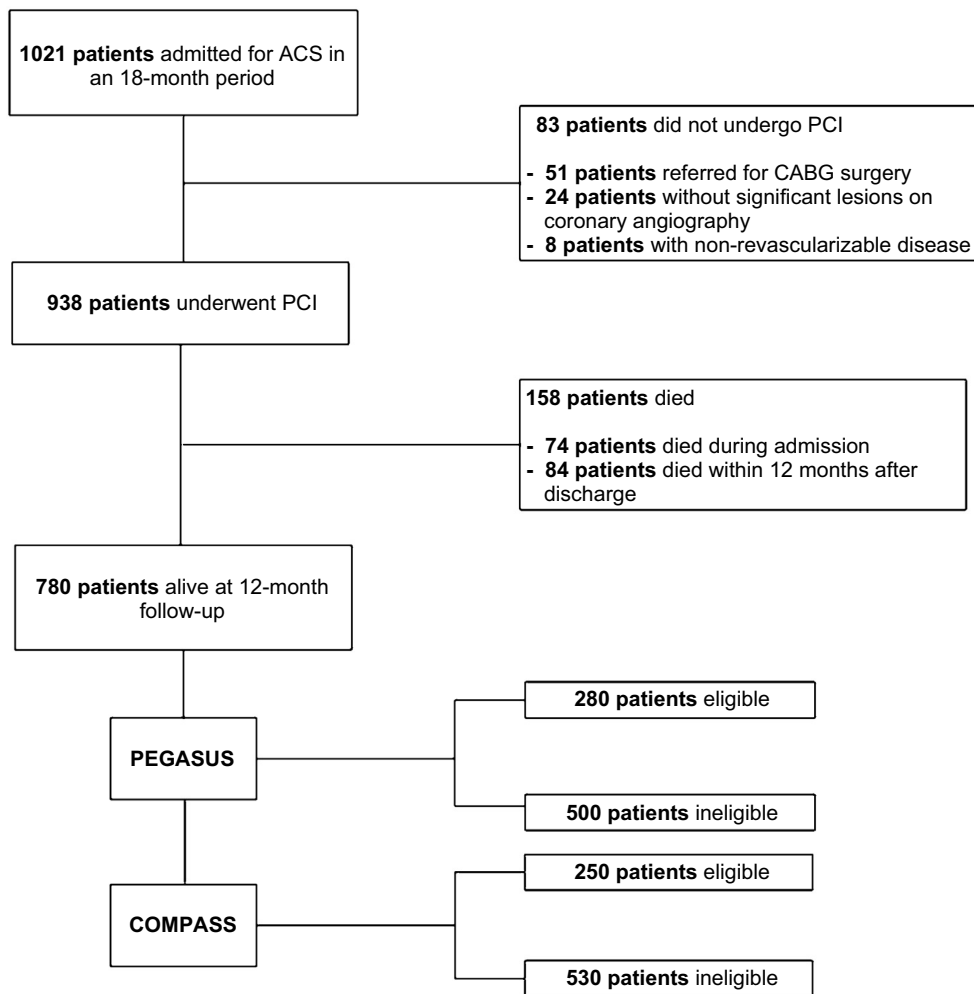 1021 patients admitted for ACS in
an 18-month period
83 patients did not undergo PCI
- 51 patients referred for CABG surgery
- 24 patients without significant lesions on
coronary angiography
- 8 patients with non-revascularizable disease
938 patients underwent PCI
158 patients died
- 74 patients died during admission
- 84 patients died within 12 months after
discharge
780 patients alive at 12-month
follow-up
280 patients eligible
PEGASUS
500 patients ineligible
250 patients eligible
COMPASS
530 patients ineligible